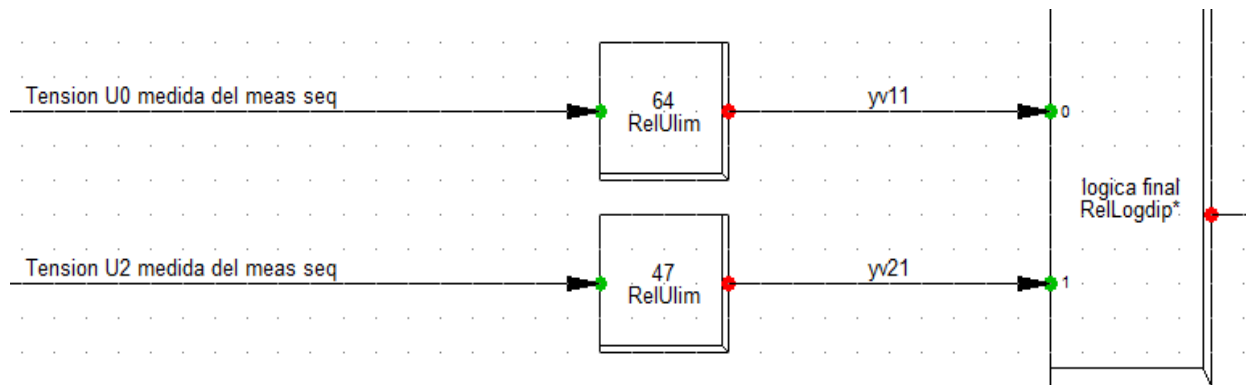 Tension U0 medida del meas seq
64
RelUlim
yv11
0
logica final
RelLogdip*
Tension U2 medida del meas seq
47
RelUlim
yv21
1